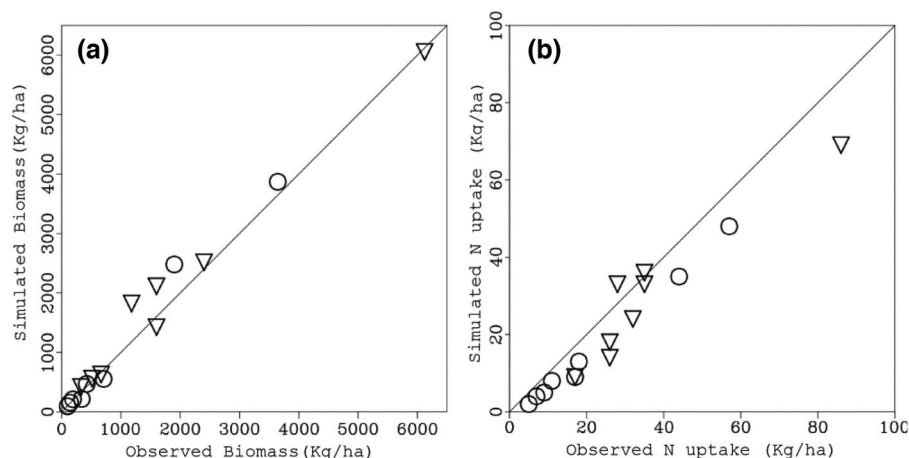 (a)
Simulated Biomass(Kg/ha)
0 1000 2000 3000 4000 5000 6000
0 1000 2000 3000 4000 5000 6000
Observed Biomass(Kg/ha)
(b)
Simulated N uptake (Kg/ha)
0 20 40 60 80 100
0 20 40 60 80 100
Observed N uptake (Kg/ha)